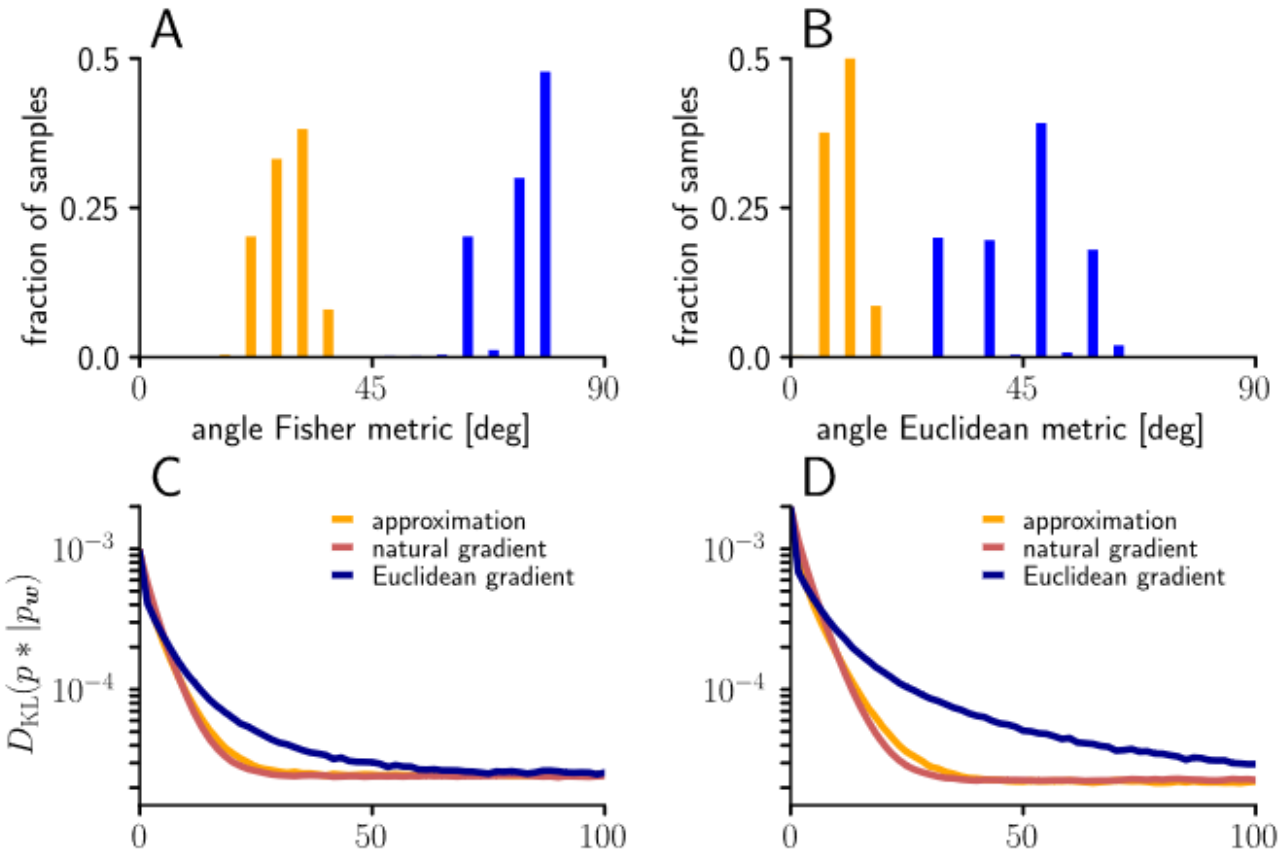 A
0.5
0.25
0.0
fraction of samples
0
45
90
angle Fisher metric [deg]
B
0.5
0.25
0.0
fraction of samples
0
45
90
angle Euclidean metric [deg]
C
approximation
natural gradient
Euclidean gradient
10⁻³
10⁻⁴
D_KL(p * |p_w)
0
50
100
D
approximation
natural gradient
Euclidean gradient
10⁻³
10⁻⁴
0
50
100